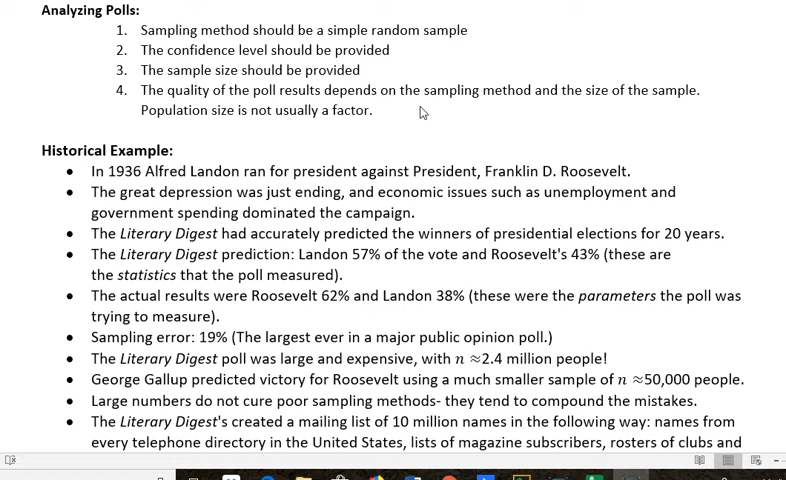 Analyzing Polls:
1. Sampling method should be a simple random sample
2. The confidence level should be provided
3. The sample size should be provided
4. The quality of the poll results depends on the sampling method and the size of the sample.
Population size is not usually a factor.
Historical Example:
• In 1936 Alfred Landon ran for president against President, Franklin D. Roosevelt.
• The great depression was just ending, and economic issues such as unemployment and
government spending dominated the campaign.
• The Literary Digest had accurately predicted the winners of presidential elections for 20 years.
• The Literary Digest prediction: Landon 57% of the vote and Roosevelt's 43% (these are
the statistics that the poll measured).
• The actual results were Roosevelt 62% and Landon 38% (these were the parameters the poll was
trying to measure).
• Sampling error: 19% (The largest ever in a major public opinion poll.)
• The Literary Digest poll was large and expensive, with n ≈2.4 million people!
• George Gallup predicted victory for Roosevelt using a much smaller sample of n ≈50,000 people.
• Large numbers do not cure poor sampling methods- they tend to compound the mistakes.
• The Literary Digest's created a mailing list of 10 million names in the following way: names from
every telephone directory in the United States, lists of magazine subscribers, rosters of clubs and